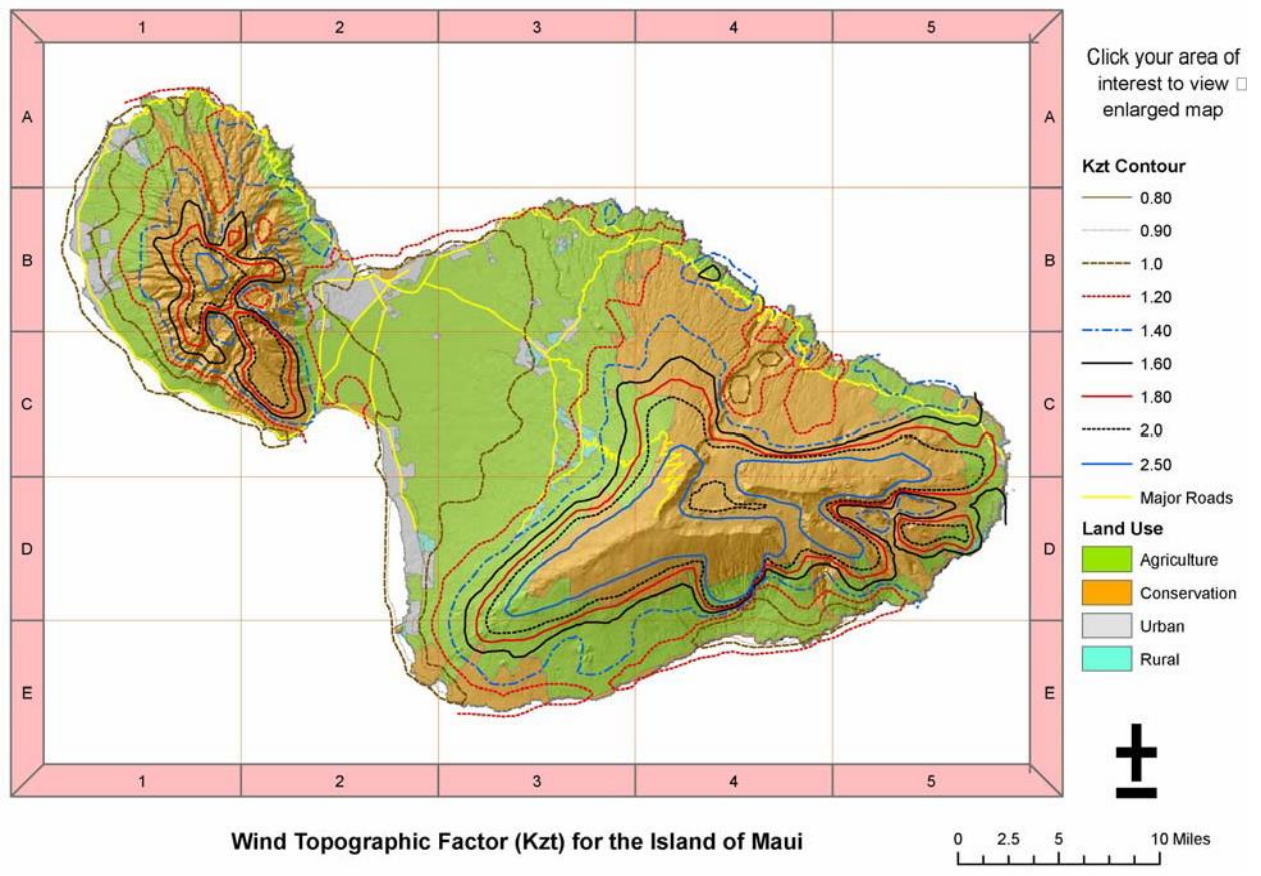 1 2 3 4 5
A A
B B
C C
D D
E E
1 2 3 4 5
Click your area of
interest to view □
enlarged map
Kzt Contour
0.80
0.90
1.0
1.20
1.40
1.60
1.80
2.0
2.50
Major Roads
Land Use
Agriculture
Conservation
Urban
Rural
Wind Topographic Factor (Kzt) for the Island of Maui
0 2.5 5 10 Miles